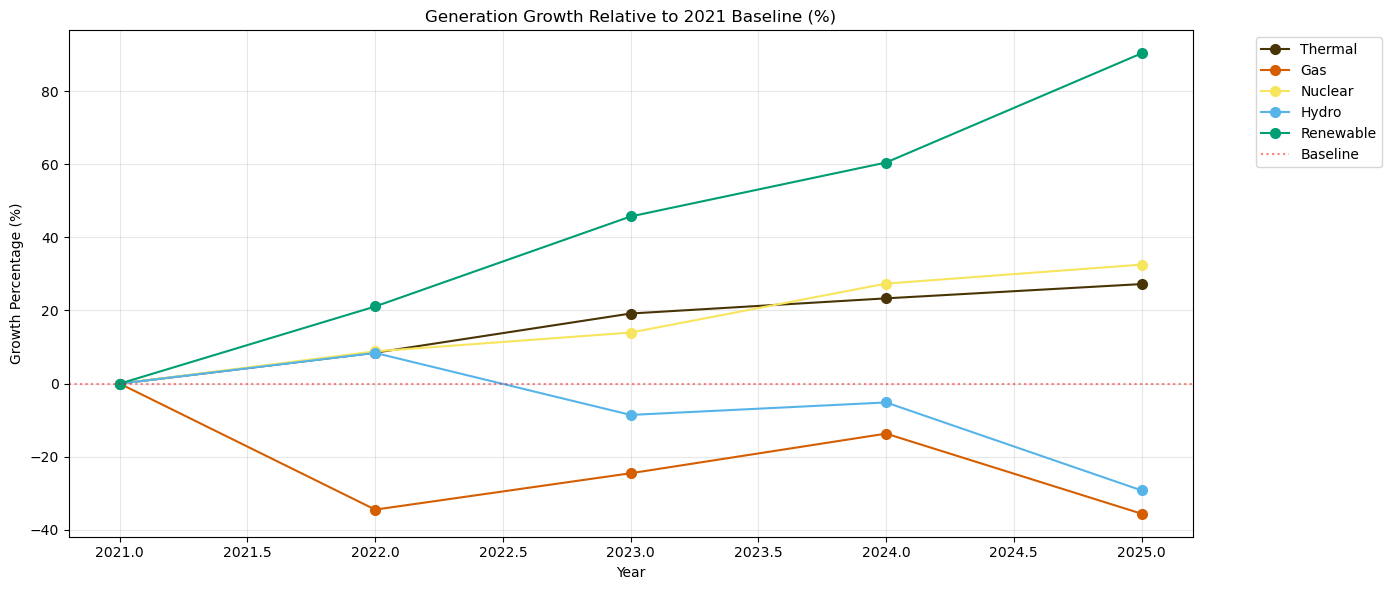 Generation Growth Relative to 2021 Baseline (%)
Thermal
Gas
Nuclear
Hydro
Renewable
Baseline
Growth Percentage (%)
80
60
40
20
0
−20
−40
2021.0 2021.5 2022.0 2022.5 2023.0 2023.5 2024.0 2024.5 2025.0
Year